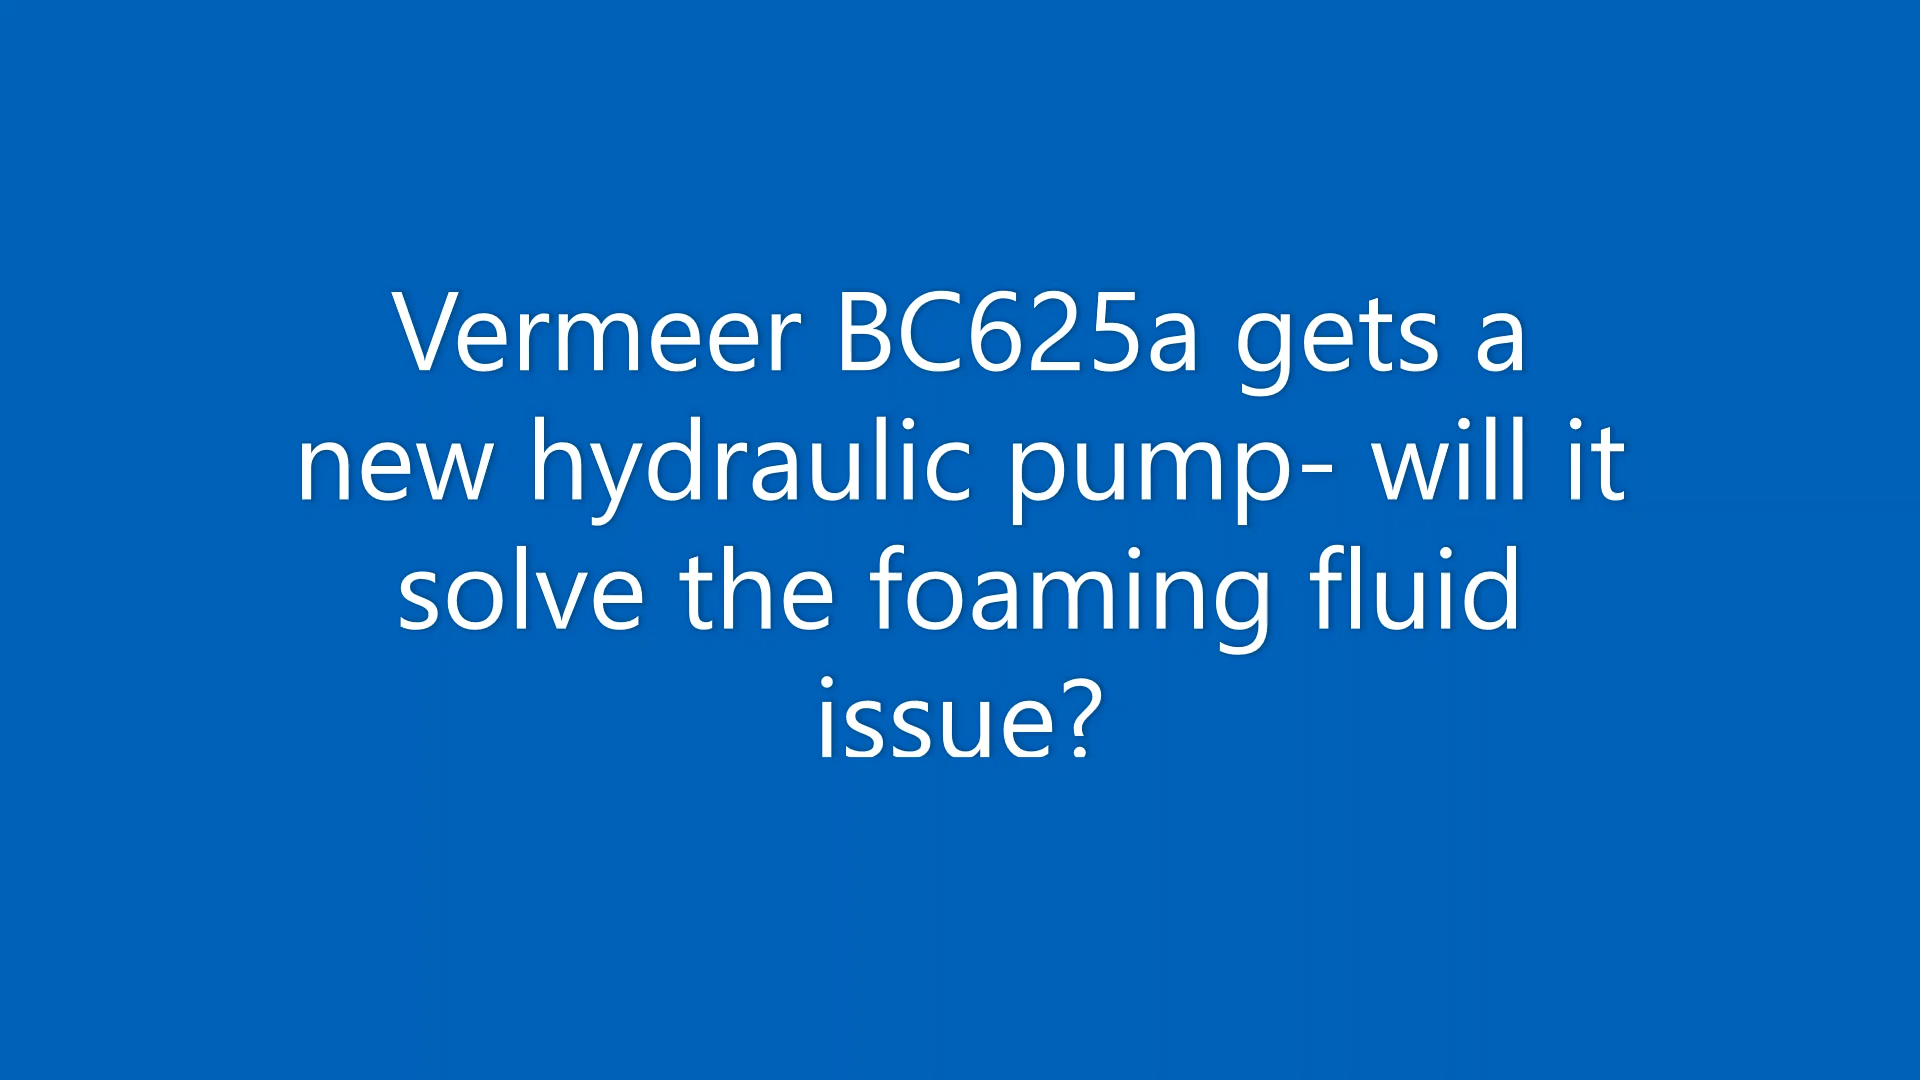 Vermeer BC625a gets a
new hydraulic pump- will it
solve the foaming fluid
issue?